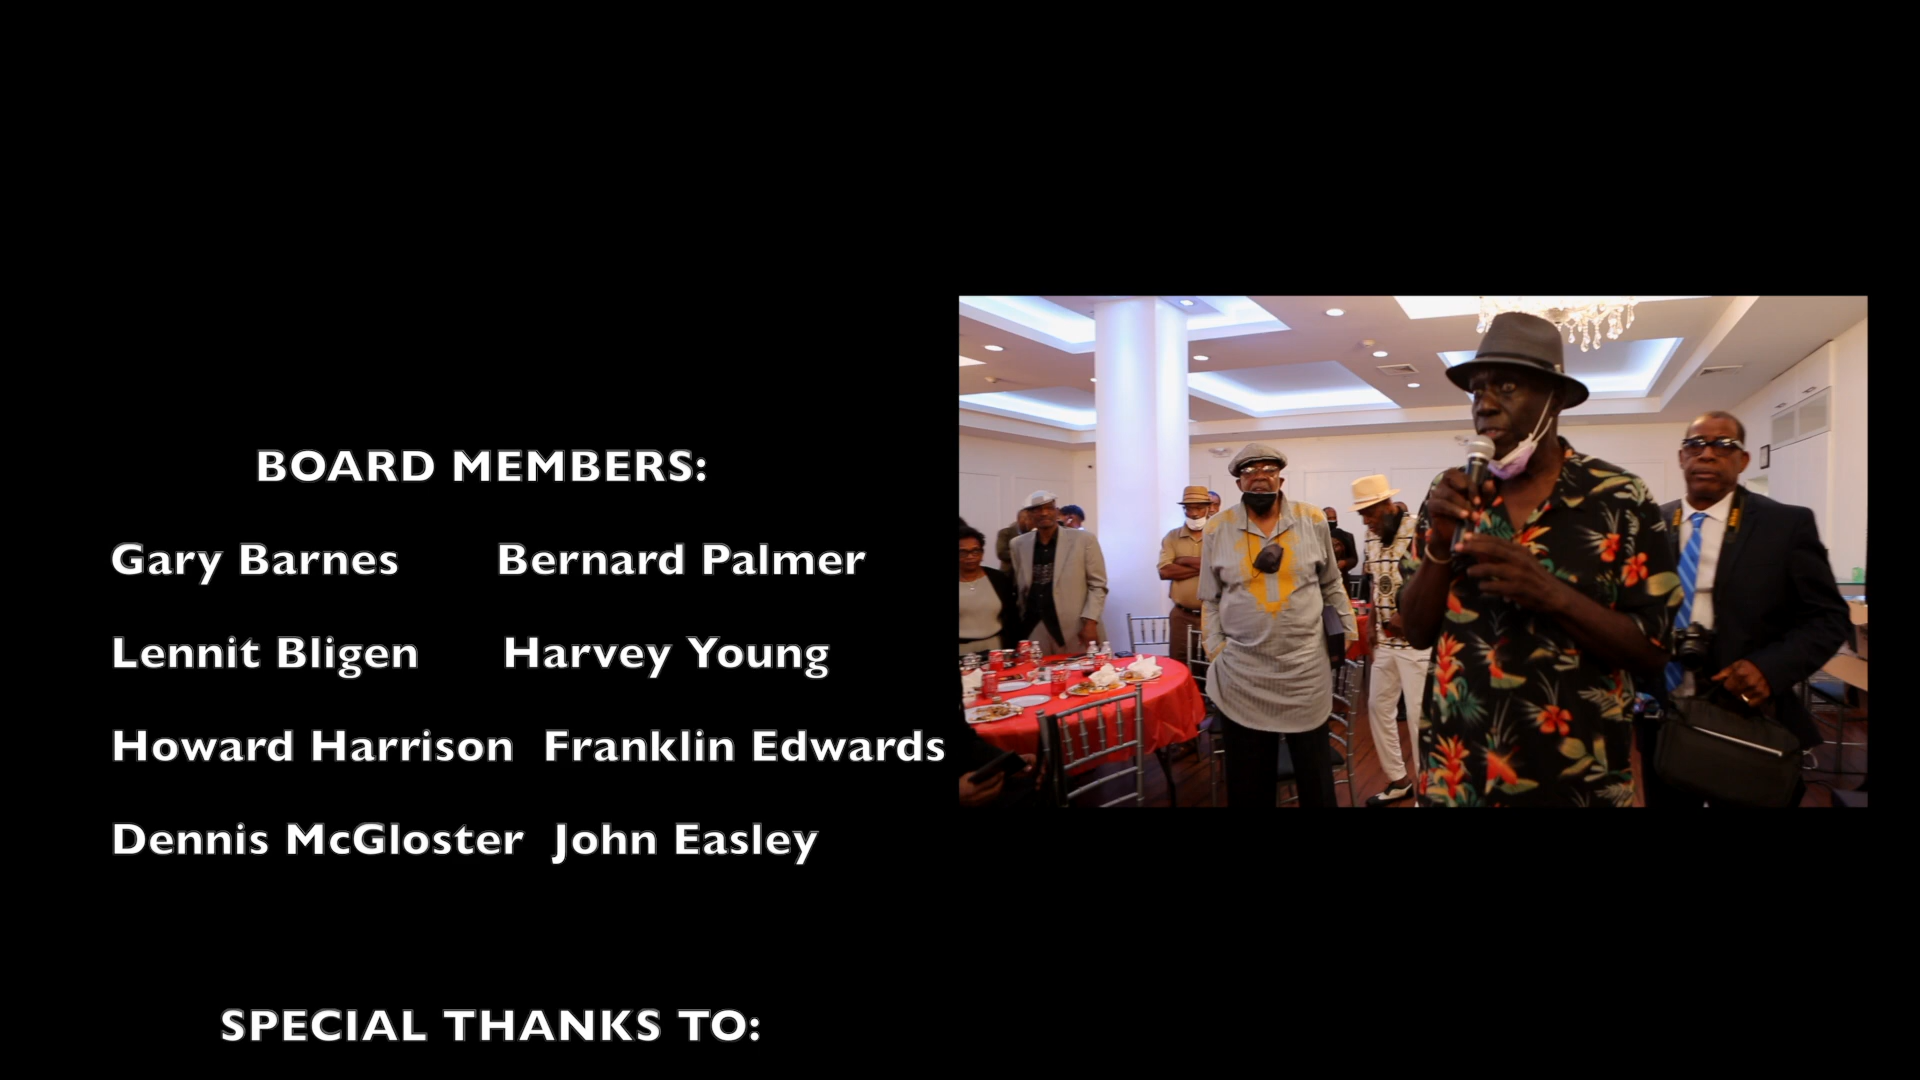 BOARD MEMBERS:
Gary Barnes Bernard Palmer
Lennit Bligen Harvey Young
Howard Harrison Franklin Edwards
Dennis McGloster John Easley
SPECIAL THANKS TO: